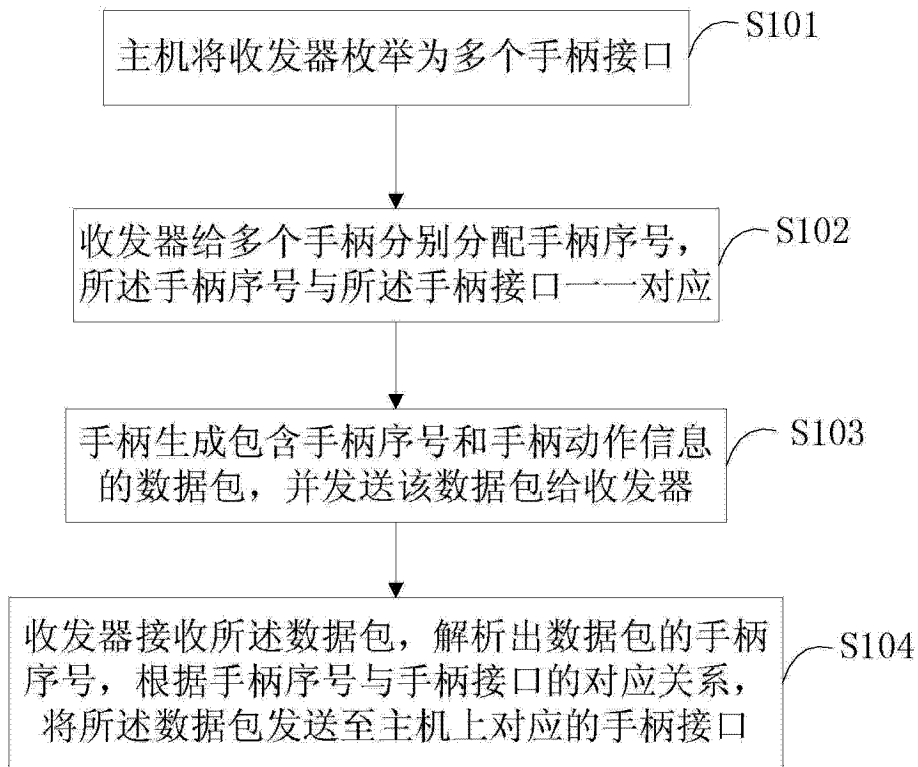 主机将收发器枚举为多个手柄接口
S101
收发器给多个手柄分别分配手柄序号，
所述手柄序号与所述手柄接口一一对应
S102
手柄生成包含手柄序号和手柄动作信息
的数据包，并发送该数据包给收发器
S103
收发器接收所述数据包，解析出数据包的手柄
序号，根据手柄序号与手柄接口的对应关系，
将所述数据包发送至主机上对应的手柄接口
S104